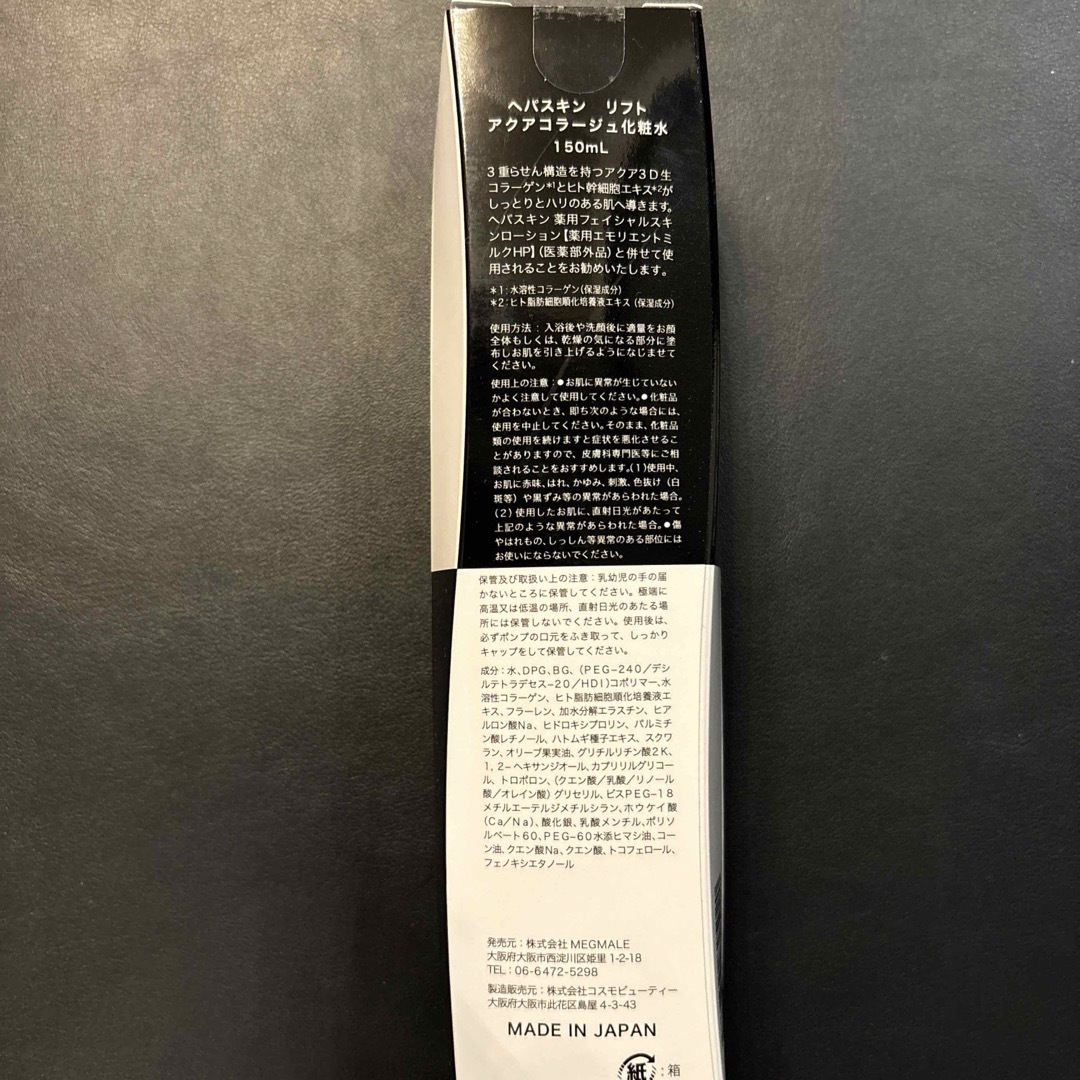 ヘパスキン　リフト
アクアコラージュ化粧水
150mL
3重らせん構造を持つアクア3D生
コラーゲン*1とヒト幹細胞エキス*2が
しっとりとハリのある肌へ導きます。
ヘパスキン 薬用フェイシャルスキ
ンローション【薬用エモリエントミ
ルクHP】(医薬部外品)と併せて使
用されることをお勧めいたします。
*1:水溶性コラーゲン(保湿成分)
*2:ヒト脂肪細胞順化培養液エキス(保湿成分)
使用方法：入浴後や洗顔後に適量をお顔
全体もしくは、乾燥の気になる部分に塗
布しお肌を引き上げるようになじませて
ください。
使用上の注意：●お肌に異常が生じていない
かよく注意して使用してください。●化粧品
が合わないとき、即ち次のような場合には、
使用を中止してください。そのまま、化粧品
類の使用を続けますと症状を悪化させるこ
とがありますので、皮膚科専門医等にご相
談されることをおすすめします。(1)使用中、
お肌に赤味、はれ、かゆみ、刺激、色抜け(白
斑等)や黒ずみ等の異常があらわれた場合。
(2)使用したお肌に、直射日光があたって
上記のような異常があらわれた場合。●傷
やはれもの、しっしん等異常のある部位には
お使いにならないでください。
保管及び取扱い上の注意：乳幼児の手の届
かないところに保管してください。極端に
高温又は低温の場所、直射日光のあたる場
所には保管しないでください。使用後は、
必ずポンプの口元をふき取って、しっかり
キャップをして保管してください。
成分：水、DPG、BG、(PEG-240/デシ
ルテトラデセス-20/HDI)コポリマー、水
溶性コラーゲン、ヒト脂肪細胞順化培養液エ
キス、フラーレン、加水分解エラスチン、ヒア
ルロン酸Na、ヒドロキシプロリン、パルミチ
ン酸レチノール、ハトムギ種子エキス、スクワ
ラン、オリーブ果実油、グリチルリチン酸2K、
1,2-ヘキサンジオール、カプリリルグリコー
ル、トロポロン、(クエン酸/乳酸/リノール
酸/オレイン酸)グリセリル、ビスPEG-18
メチルエーテルジメチルシラン、ホウケイ酸
(Ca/Na)、酸化銀、乳酸メンチル、ポリソ
ルベート60、PEG-60水添ヒマシ油、コー
ン油、クエン酸Na、クエン酸、トコフェロール、
フェノキシエタノール
発売元：株式会社MEGMALE
大阪府大阪市西淀川区姫里1-2-18
TEL：06-6472-5298
製造販売元：株式会社コスモビューティー
大阪府大阪市此花区島屋4-3-43
MADE IN JAPAN
紙：箱